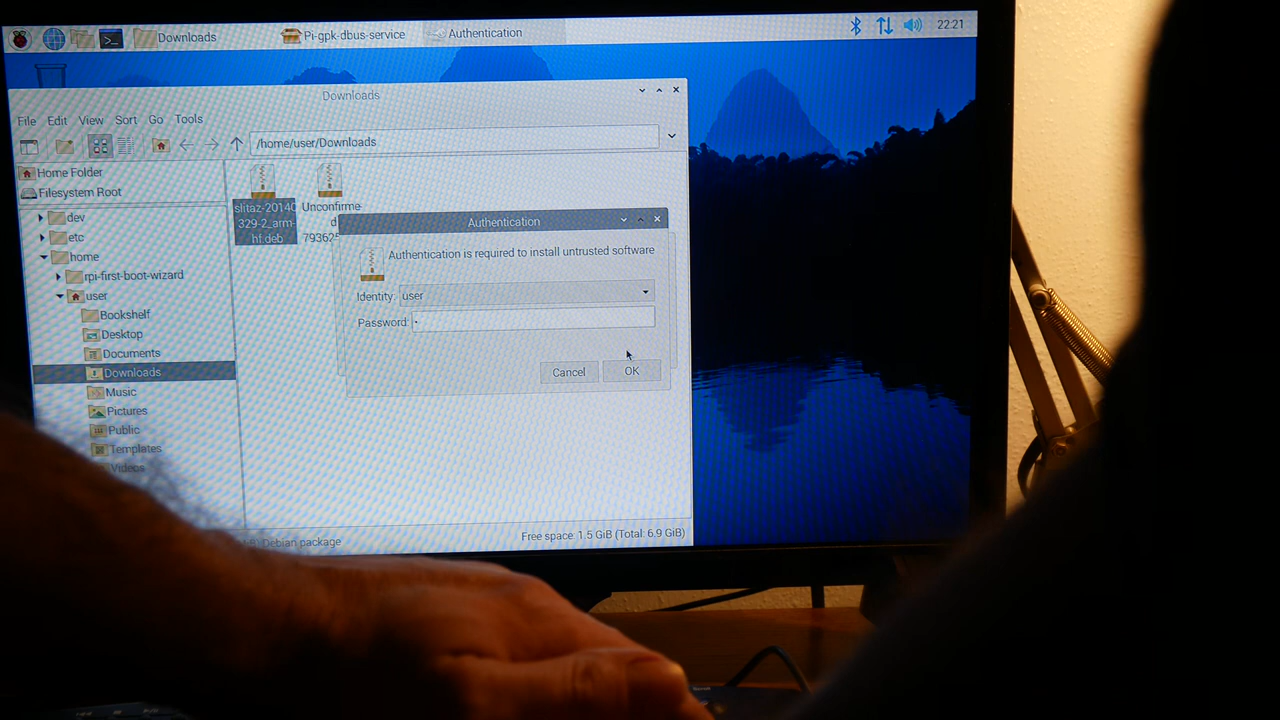 Downloads
Pi-gpk-dbus-service
Authentication
22:21
Downloads
File Edit View Sort Go Tools
/home/user/Downloads
Home Folder
Filesystem Root
dev
etc
home
rpi-first-boot-wizard
user
Bookshelf
Desktop
Documents
Downloads
Music
Pictures
Public
Templates
Videos
slitaz-20140
329-2_arm
hf.deb
Unconfirme
d
79362
Authentication
Authentication is required to install untrusted software
Identity: user
Password:
Cancel OK
Debian package
Free space: 1.5 GiB (Total: 6.9 GiB)